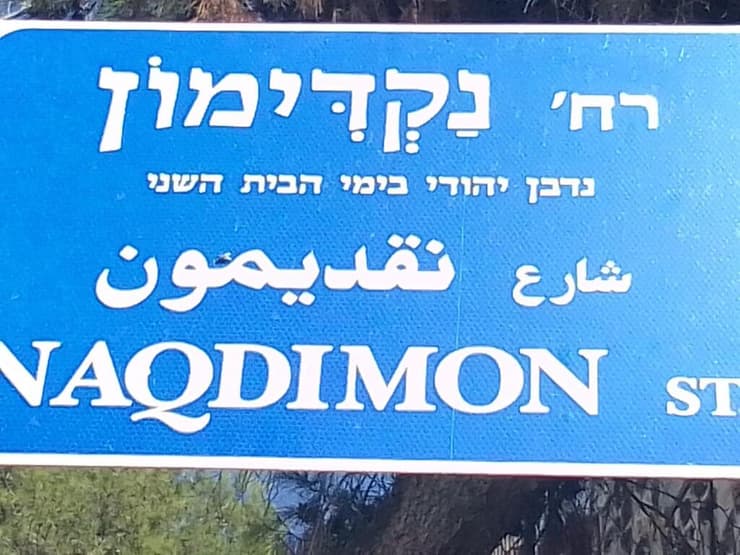 רח' נַקְדִּימוֹן
נדבן יהודי בימי הבית השני
شارع نقديمون
NAQDIMON ST.